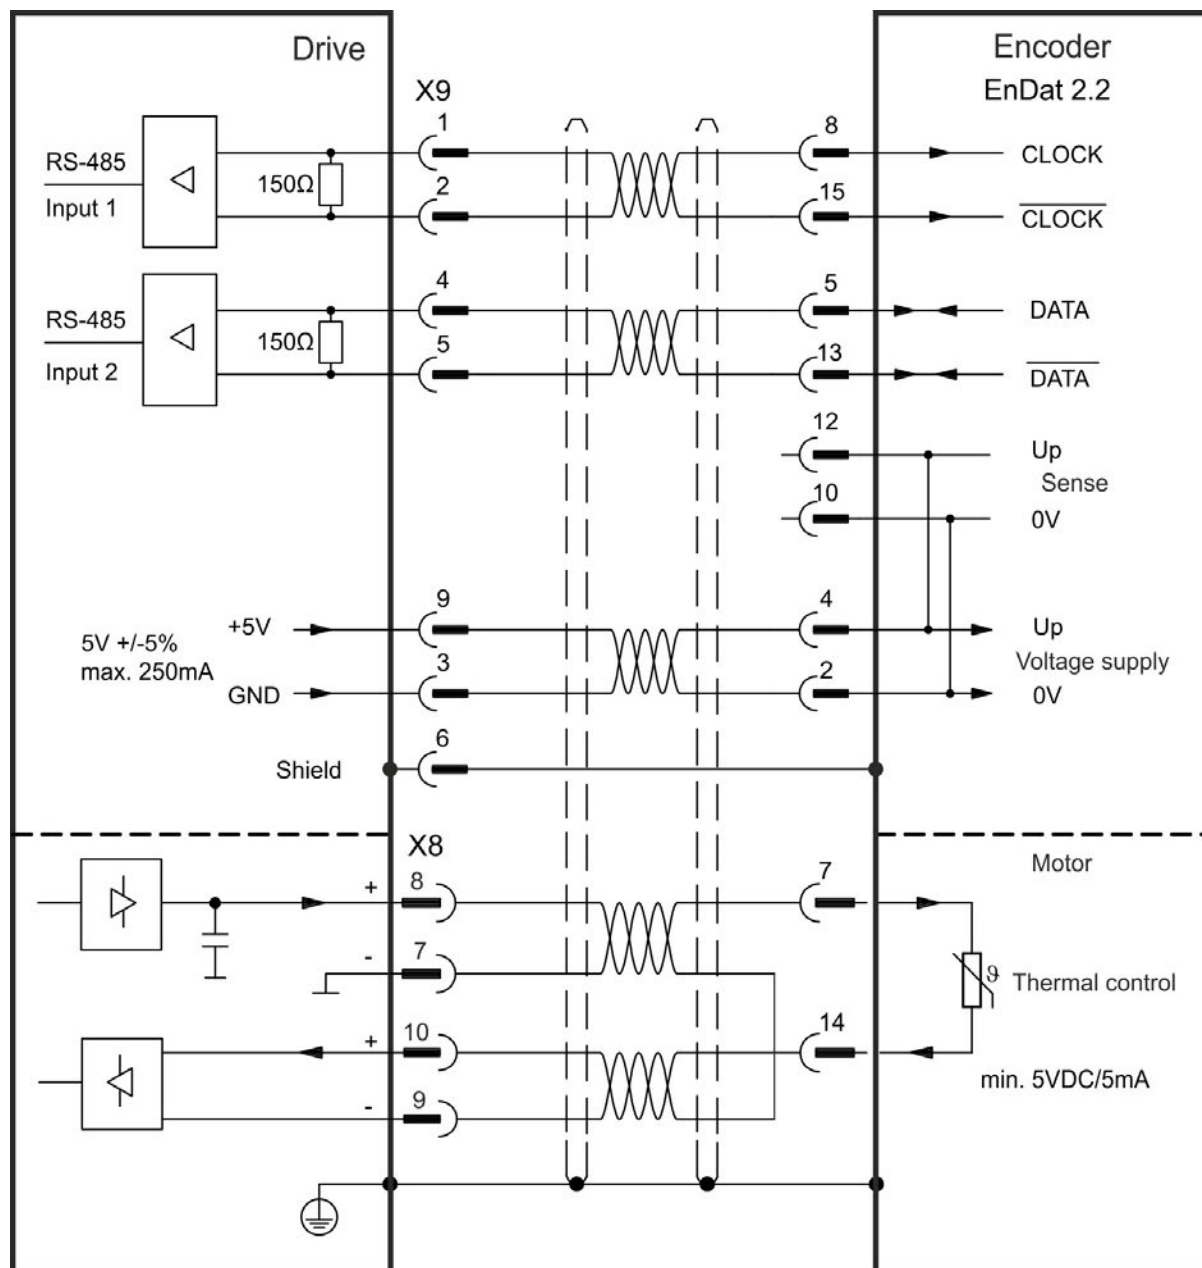 Drive
Encoder
EnDat 2.2
X9
1
8
RS-485
150Ω
CLOCK
Input 1
2
15
CLOCK
4
5
RS-485
150Ω
DATA
Input 2
5
13
DATA
12
Up
Sense
10
0V
9
4
5V +/-5%
max. 250mA
+5V
Up
Voltage supply
3
2
GND
0V
6
Shield
X8
Motor
+
8
7
-
7
ϑ
Thermal control
+
10
14
min. 5VDC/5mA
-
9